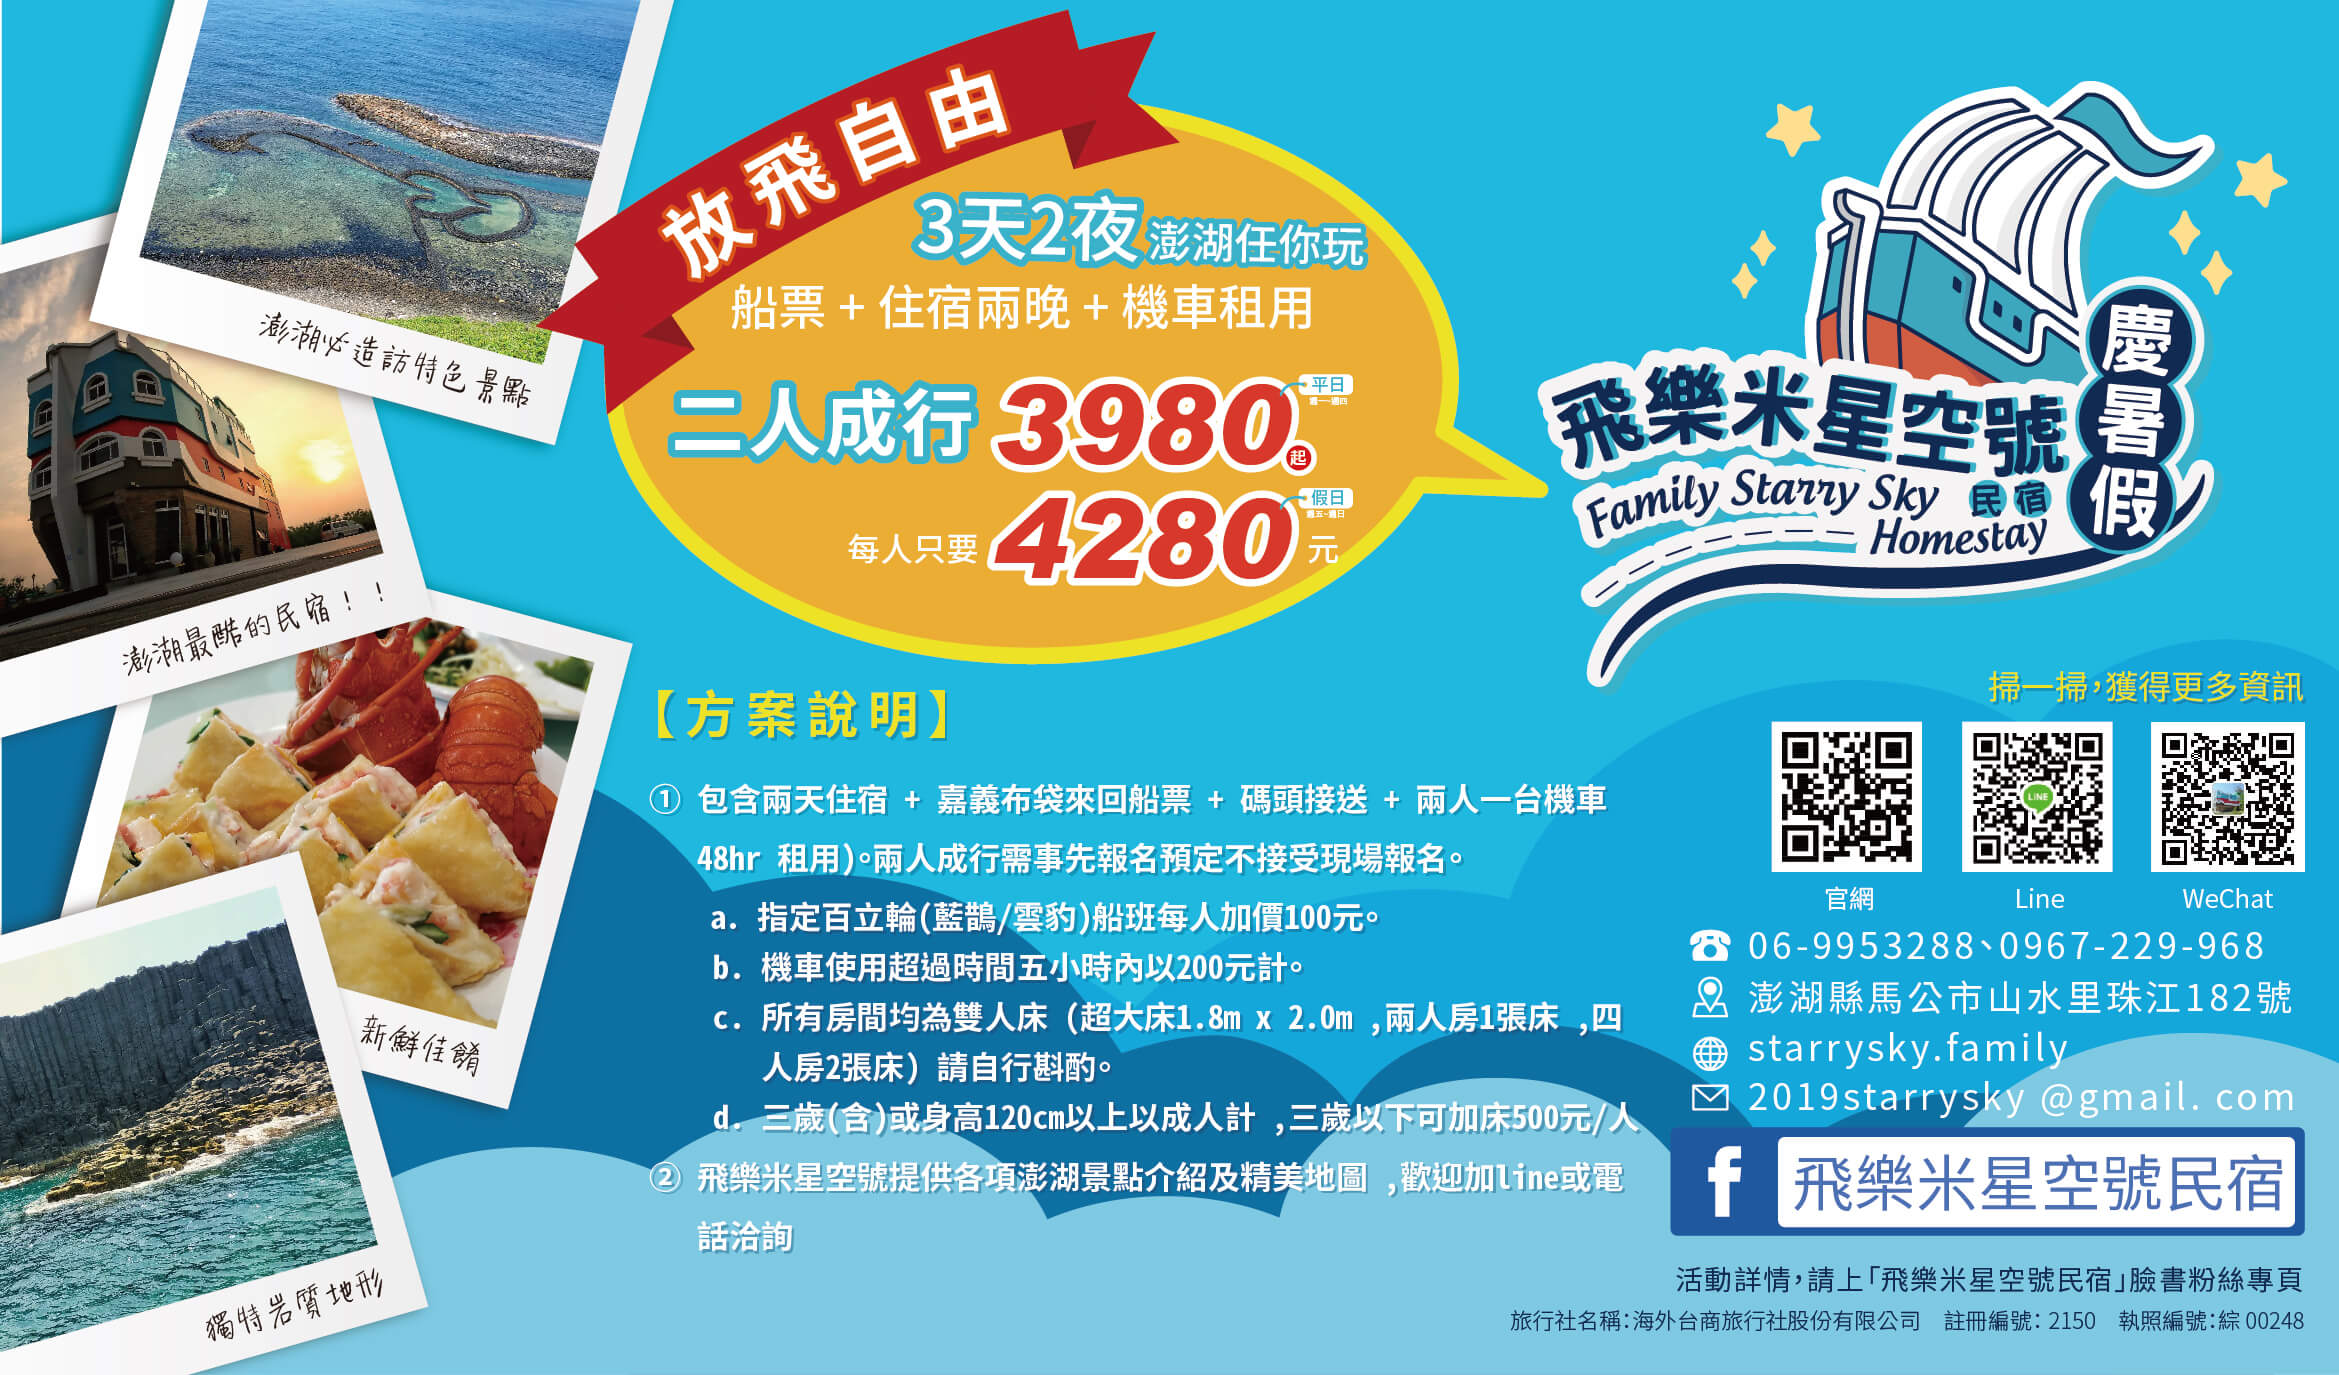 放飛自由
3天2夜 澎湖任你玩
船票 + 住宿兩晚 + 機車租用
二人成行 3980 起 平日 週一~週四
每人只要 4280 元 假日 週五~週日
澎湖必造訪特色景點
澎湖最酷的民宿！！
新鮮佳餚
獨特岩質地形
飛樂米星空號
民宿
慶暑假
Family Starry Sky
Homestay
【方案說明】
① 包含兩天住宿 + 嘉義布袋來回船票 + 碼頭接送 + 兩人一台機車
48hr 租用)。兩人成行需事先報名預定不接受現場報名。
a. 指定百立輪(藍鵲/雲豹)船班每人加價100元。
b. 機車使用超過時間五小時內以200元計。
c. 所有房間均為雙人床 (超大床1.8m x 2.0m ,兩人房1張床 ,四
人房2張床) 請自行斟酌。
d. 三歲(含)或身高120cm以上以成人計 ,三歲以下可加床500元/人
② 飛樂米星空號提供各項澎湖景點介紹及精美地圖 ,歡迎加line或電
話洽詢
掃一掃，獲得更多資訊
LINE
官網 Line WeChat
06-9953288、0967-229-968
澎湖縣馬公市山水里珠江182號
starrysky.family
2019starrysky @gmail. com
f 飛樂米星空號民宿
活動詳情，請上「飛樂米星空號民宿」臉書粉絲專頁
旅行社名稱：海外台商旅行社股份有限公司 註冊編號：2150 執照編號：綜 00248